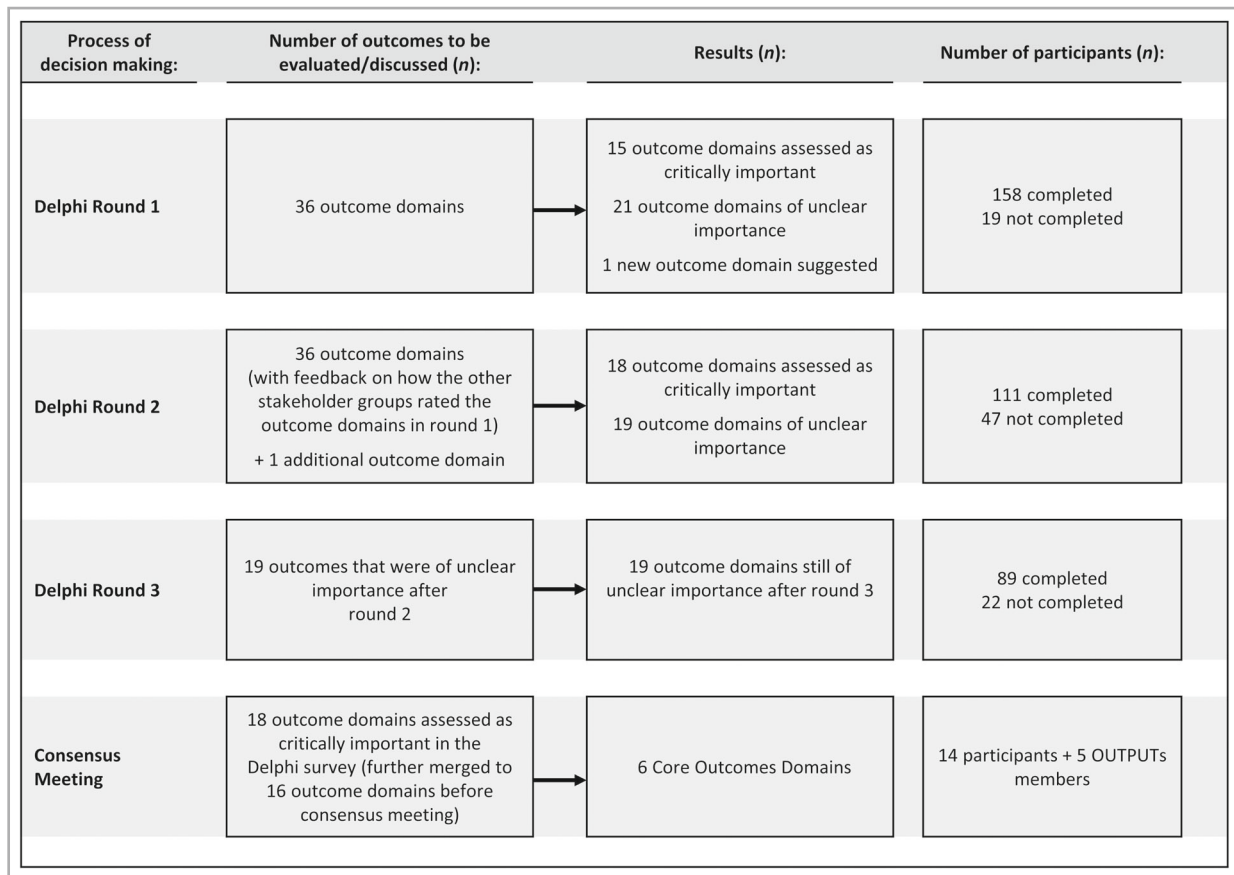 Process of
decision making:
Number of outcomes to be
evaluated/discussed (n):
Results (n):
Number of participants (n):
Delphi Round 1
36 outcome domains
15 outcome domains assessed as
critically important
21 outcome domains of unclear
importance
1 new outcome domain suggested
158 completed
19 not completed
Delphi Round 2
36 outcome domains
(with feedback on how the other
stakeholder groups rated the
outcome domains in round 1)
+ 1 additional outcome domain
18 outcome domains assessed as
critically important
19 outcome domains of unclear
importance
111 completed
47 not completed
Delphi Round 3
19 outcomes that were of unclear
importance after
round 2
19 outcome domains still of
unclear importance after round 3
89 completed
22 not completed
Consensus
Meeting
18 outcome domains assessed as
critically important in the
Delphi survey (further merged to
16 outcome domains before
consensus meeting)
6 Core Outcomes Domains
14 participants + 5 OUTPUTs
members